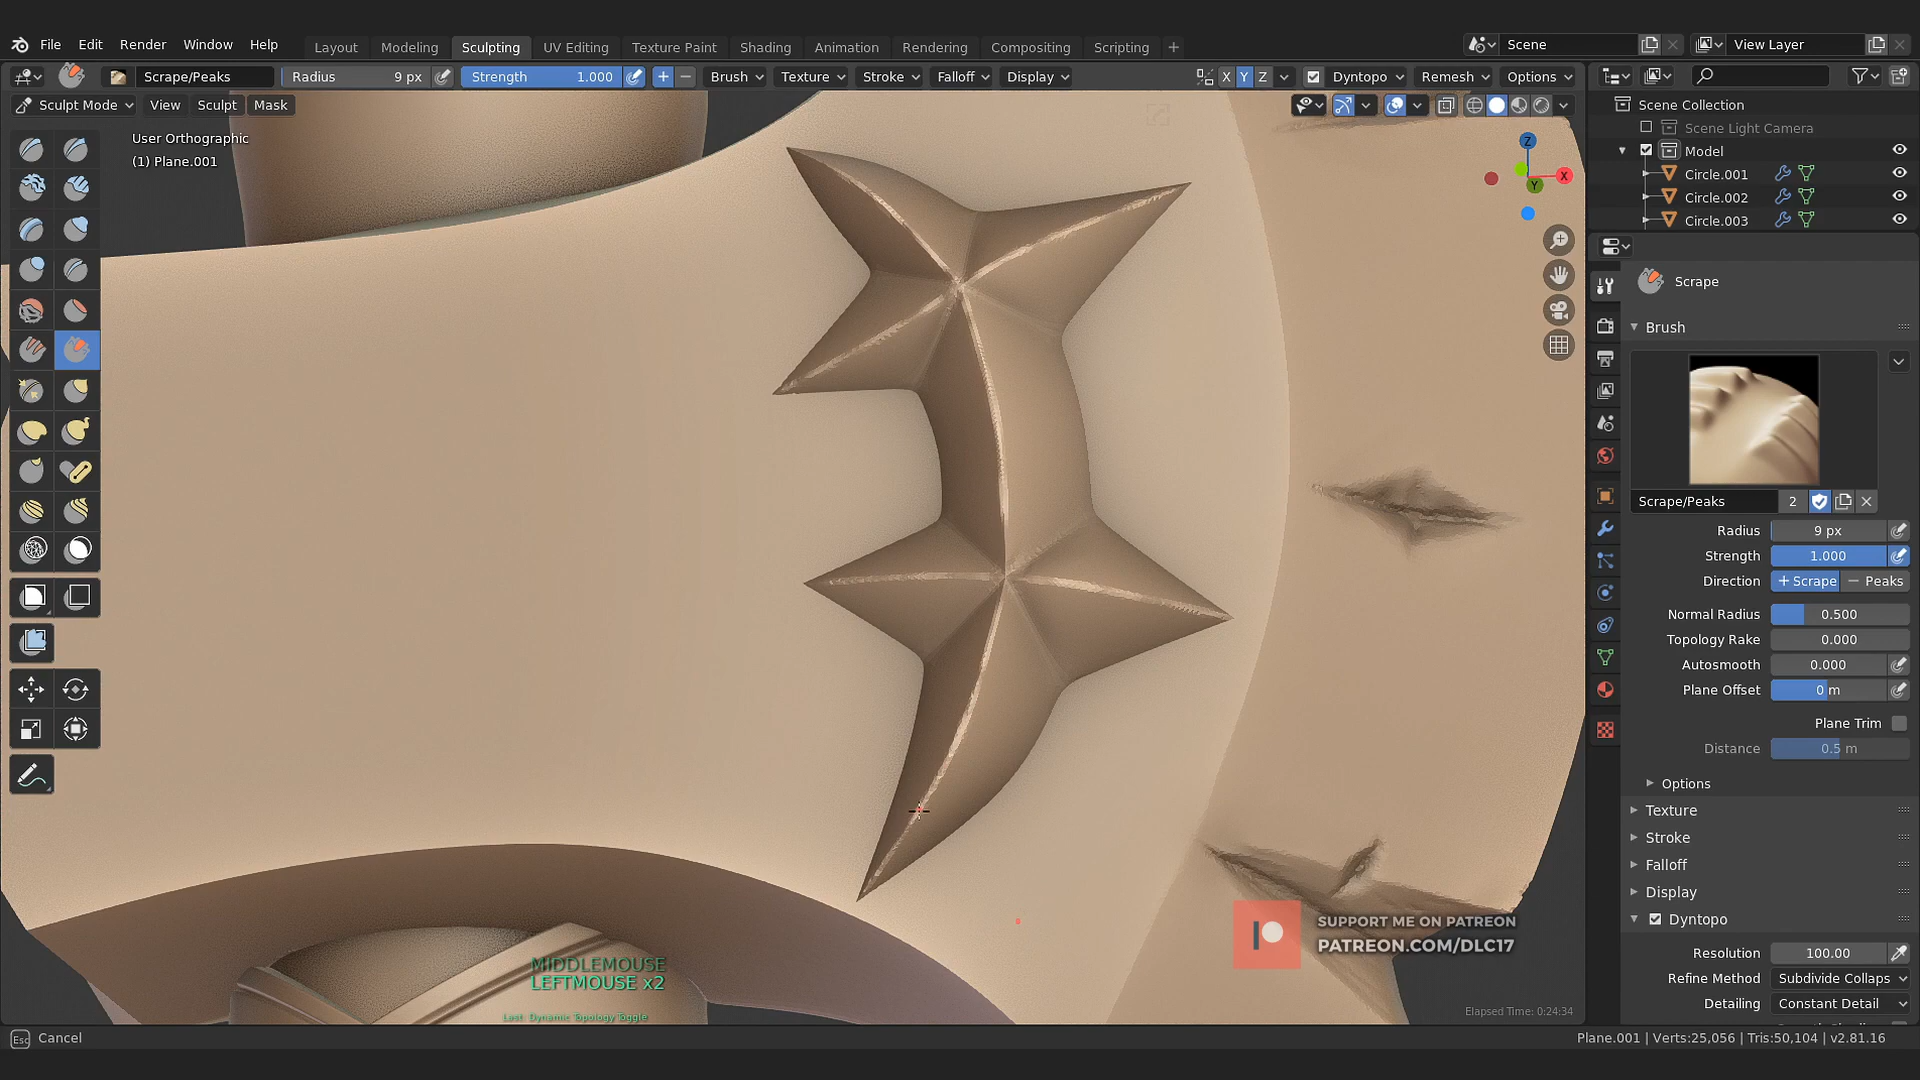 File Edit Render Window Help Layout Modeling Sculpting UV Editing Texture Paint Shading Animation Rendering Compositing Scripting + Scene View Layer
Scrape/Peaks Radius 9 px Strength 1.000 + − Brush Texture Stroke Falloff Display X Y Z Dyntopo Remesh Options
Sculpt Mode View Sculpt Mask
User Orthographic
(1) Plane.001
Z
X
Y
Scene Collection
Scene Light Camera
Model
Circle.001
Circle.002
Circle.003
Scrape
Brush
Scrape/Peaks 2
Radius 9 px
Strength 1.000
Direction + Scrape − Peaks
Normal Radius 0.500
Topology Rake 0.000
Autosmooth 0.000
Plane Offset 0 m
Plane Trim
Distance 0.5 m
Options
Texture
Stroke
Falloff
Display
Dyntopo
Resolution 100.00
Refine Method Subdivide Collaps
Detailing Constant Detail
SUPPORT ME ON PATREON
PATREON.COM/DLC17
MIDDLEMOUSE
LEFTMOUSE x2
Last: Dynamic Topology Toggle
Elapsed Time: 0:24:34
Esc Cancel
Plane.001 | Verts:25,056 | Tris:50,104 | v2.81.16